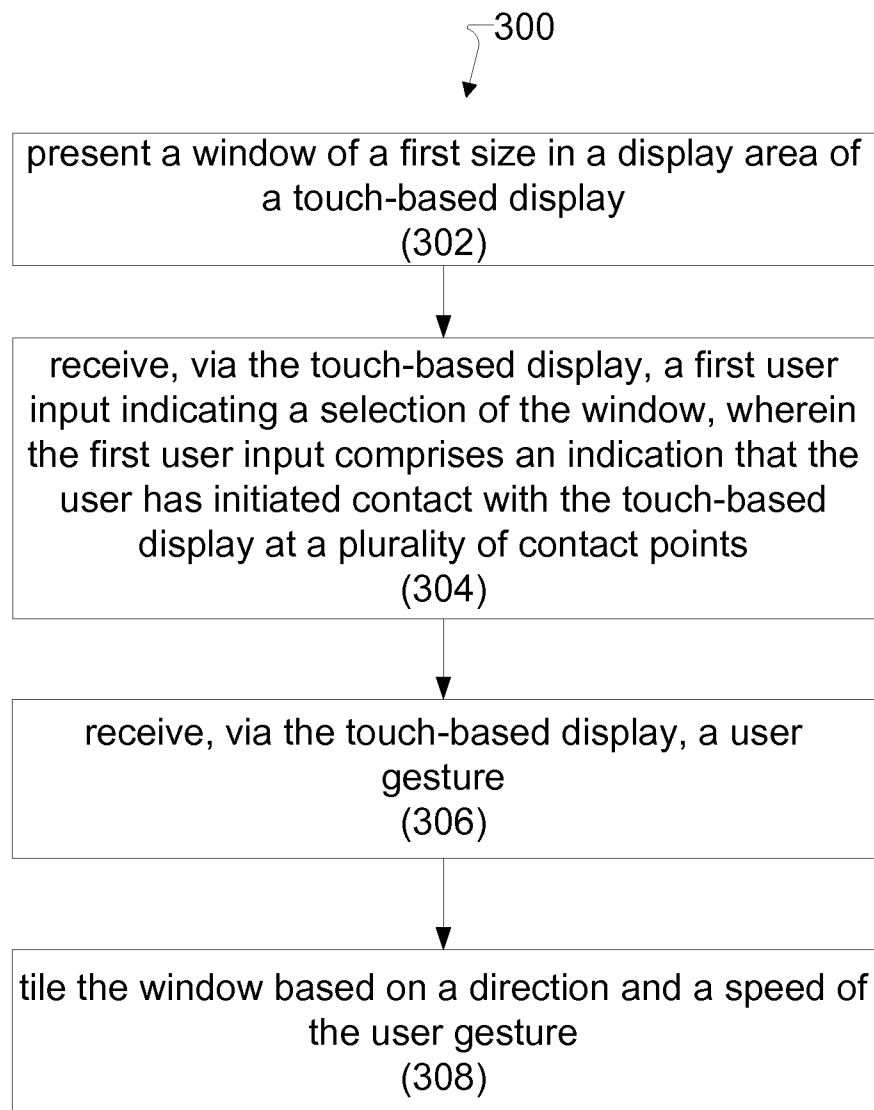 300
present a window of a first size in a display area of
a touch-based display
(302)
receive, via the touch-based display, a first user
input indicating a selection of the window, wherein
the first user input comprises an indication that the
user has initiated contact with the touch-based
display at a plurality of contact points
(304)
receive, via the touch-based display, a user
gesture
(306)
tile the window based on a direction and a speed of
the user gesture
(308)